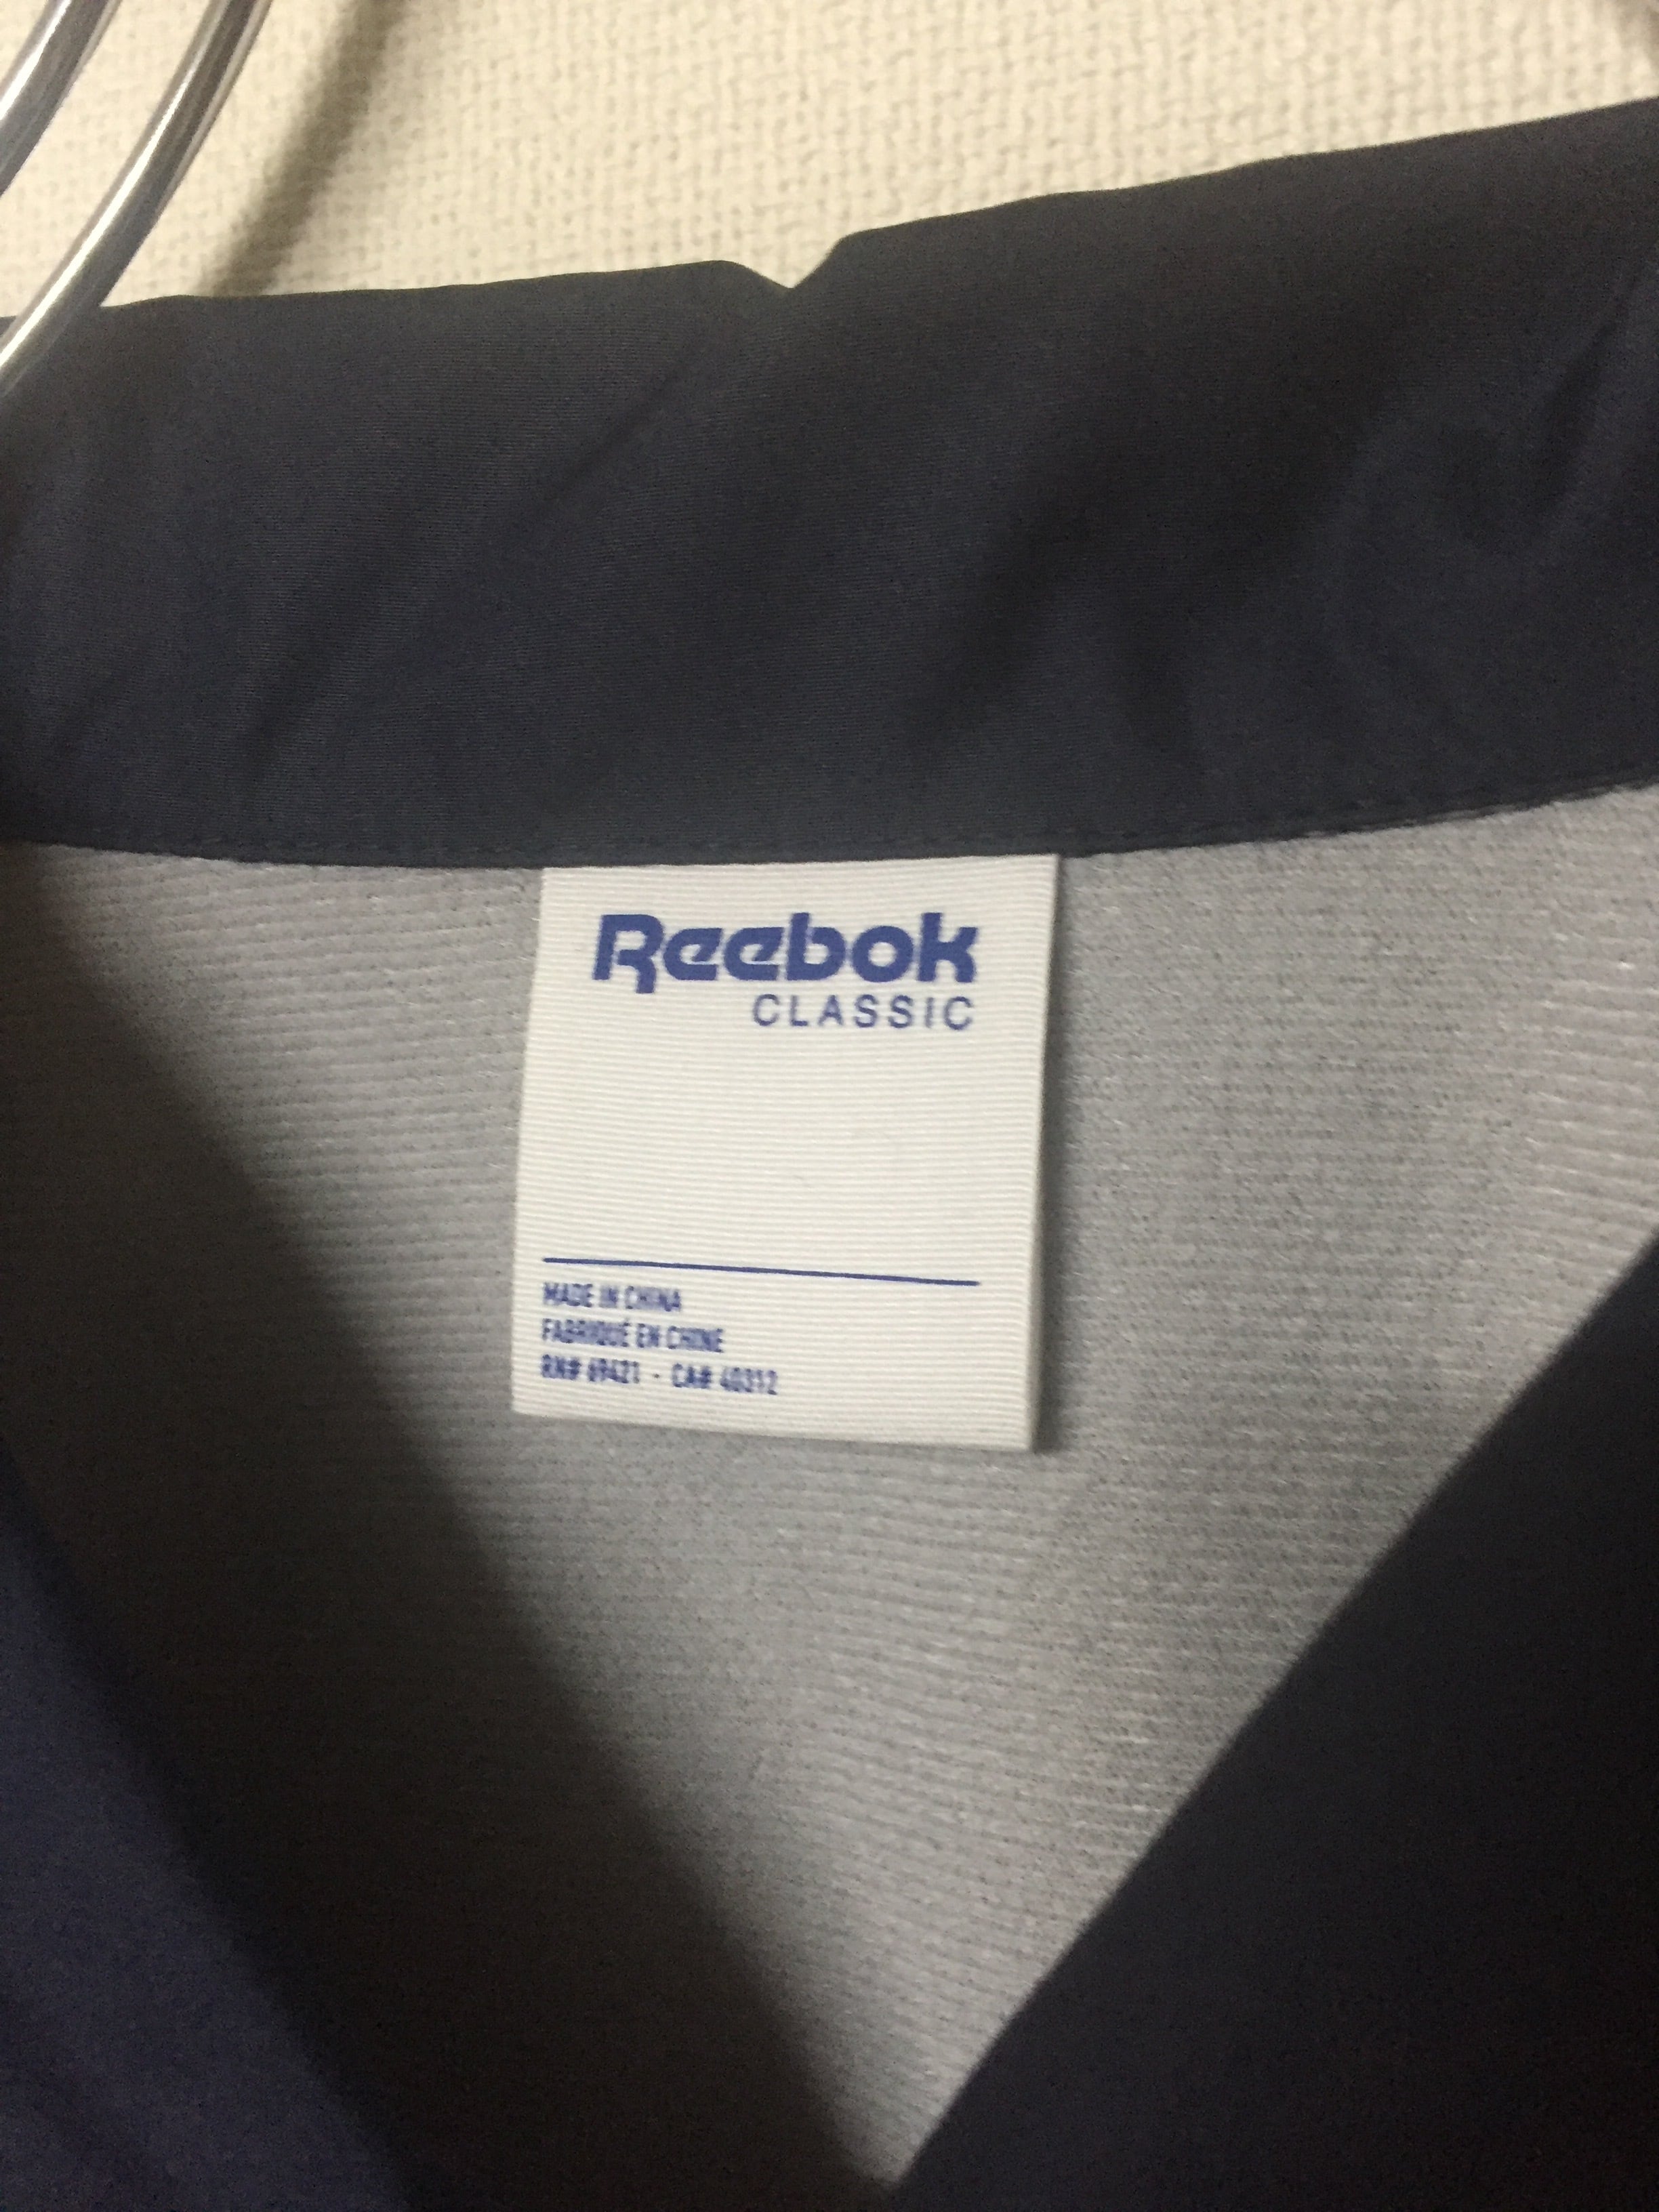 Reebok
CLASSIC
MADE IN CHINA
FABRIQUÉ EN CHINE
RN# 69421 - CA# 40312